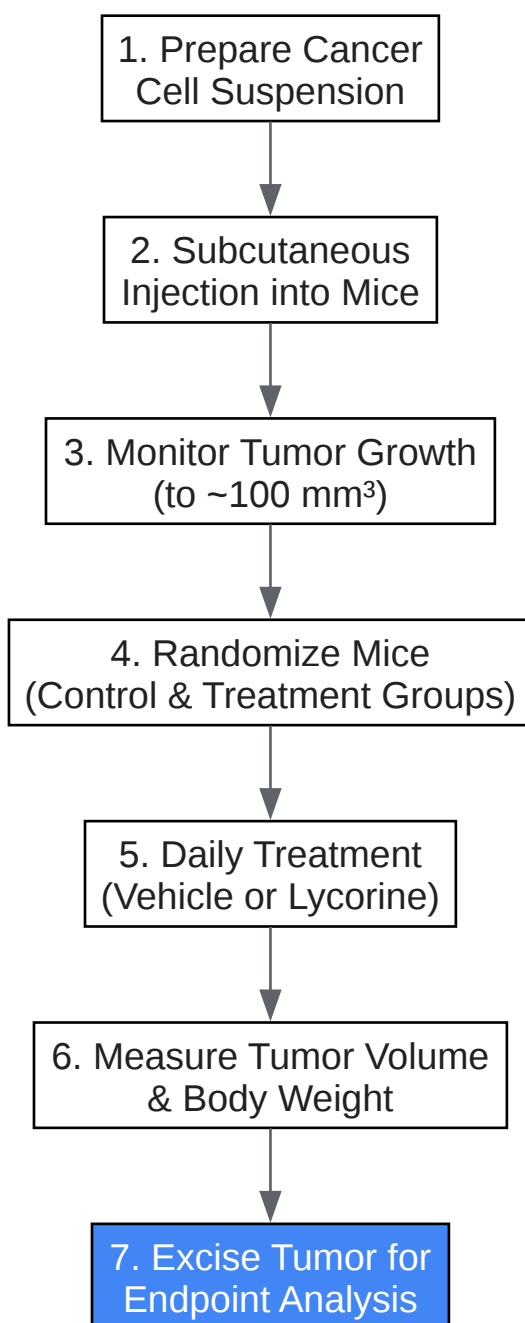 1. Prepare Cancer
Cell Suspension
2. Subcutaneous
Injection into Mice
3. Monitor Tumor Growth
(to ~100 mm³)
4. Randomize Mice
(Control & Treatment Groups)
5. Daily Treatment
(Vehicle or Lycorine)
6. Measure Tumor Volume
& Body Weight
7. Excise Tumor for
Endpoint Analysis